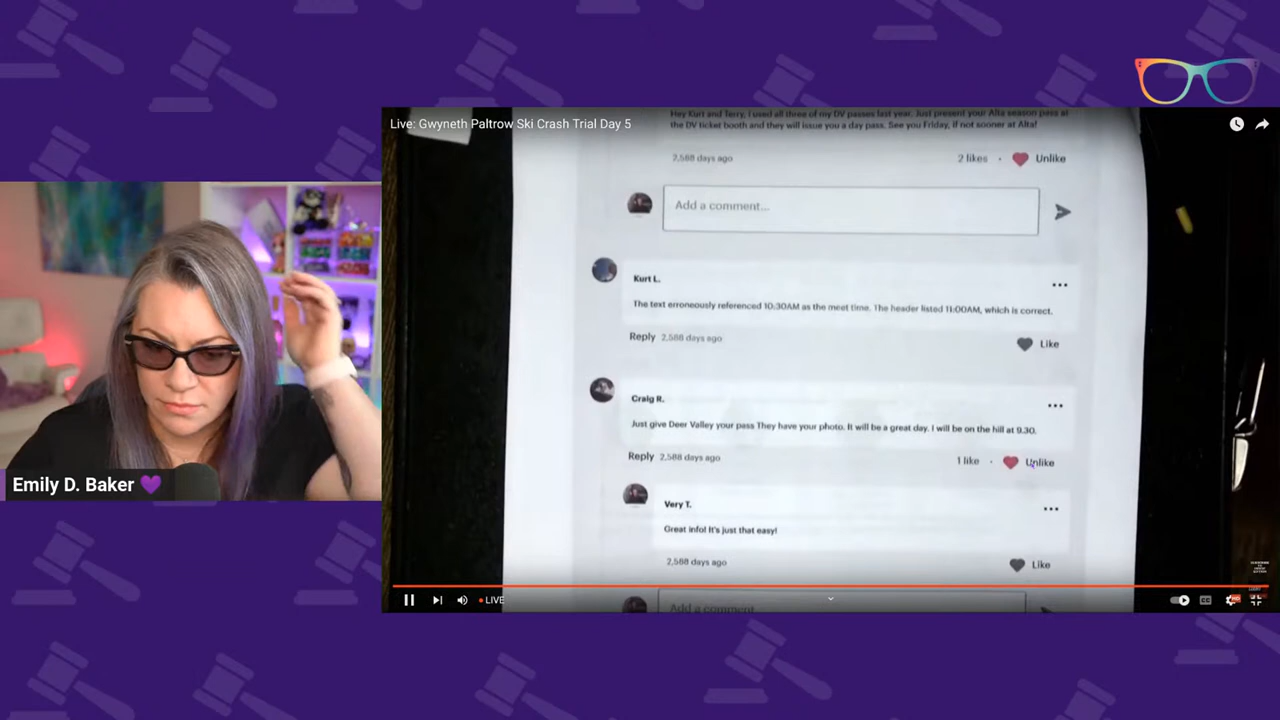 Live: Gwyneth Paltrow Ski Crash Trial Day 5
Hey Kurt and Terry, I used all three of my DV passes last year. Just present your Alta season pass at
the DV ticket booth and they will issue you a day pass. See you Friday, if not sooner at Alta!
2,588 days ago
2 likes · Unlike
Add a comment...
Kurt L.
The text erroneously referenced 10:30AM as the meet time. The header listed 11:00AM, which is correct.
Reply 2,588 days ago
Like
Craig R.
Just give Deer Valley your pass They have your photo. It will be a great day. I will be on the hill at 9.30.
Reply 2,588 days ago
1 like · Unlike
Very T.
Great info! It's just that easy!
2,588 days ago
Like
Add a comment
Emily D. Baker 💜
LIVE